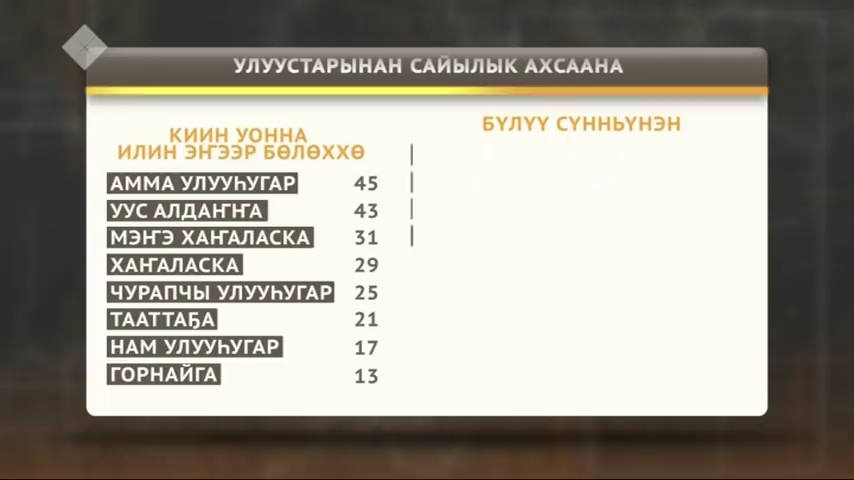 УЛУУСТАРЫНАН САЙЫЛЫК АХСААНА
КИИН УОННА
ИЛИН ЭҤЭЭР БӨЛӨХХӨ
АММА УЛУУҺУГАР 45
УУС АЛДАҤҤА 43
МЭҤЭ ХАҤАЛАСКА 31
ХАҤАЛАСКА 29
ЧУРАПЧЫ УЛУУҺУГАР 25
ТААТТАҔА 21
НАМ УЛУУҺУГАР 17
ГОРНАЙГА 13
БҮЛҮҮ СҮННЬҮНЭН